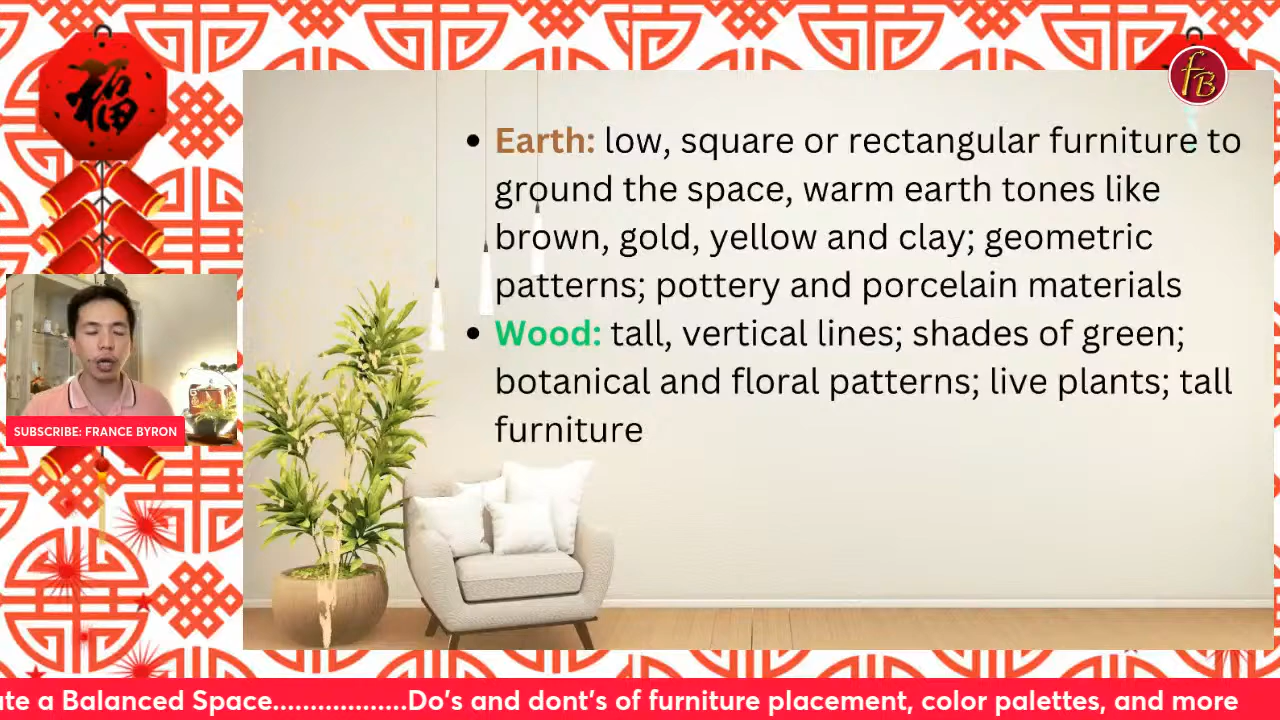 福
fB
• Earth: low, square or rectangular furniture to
ground the space, warm earth tones like
brown, gold, yellow and clay; geometric
patterns; pottery and porcelain materials
• Wood: tall, vertical lines; shades of green;
botanical and floral patterns; live plants; tall
furniture
SUBSCRIBE: FRANCE BYRON
ate a Balanced Space..................Do's and dont's of furniture placement, color palettes, and more